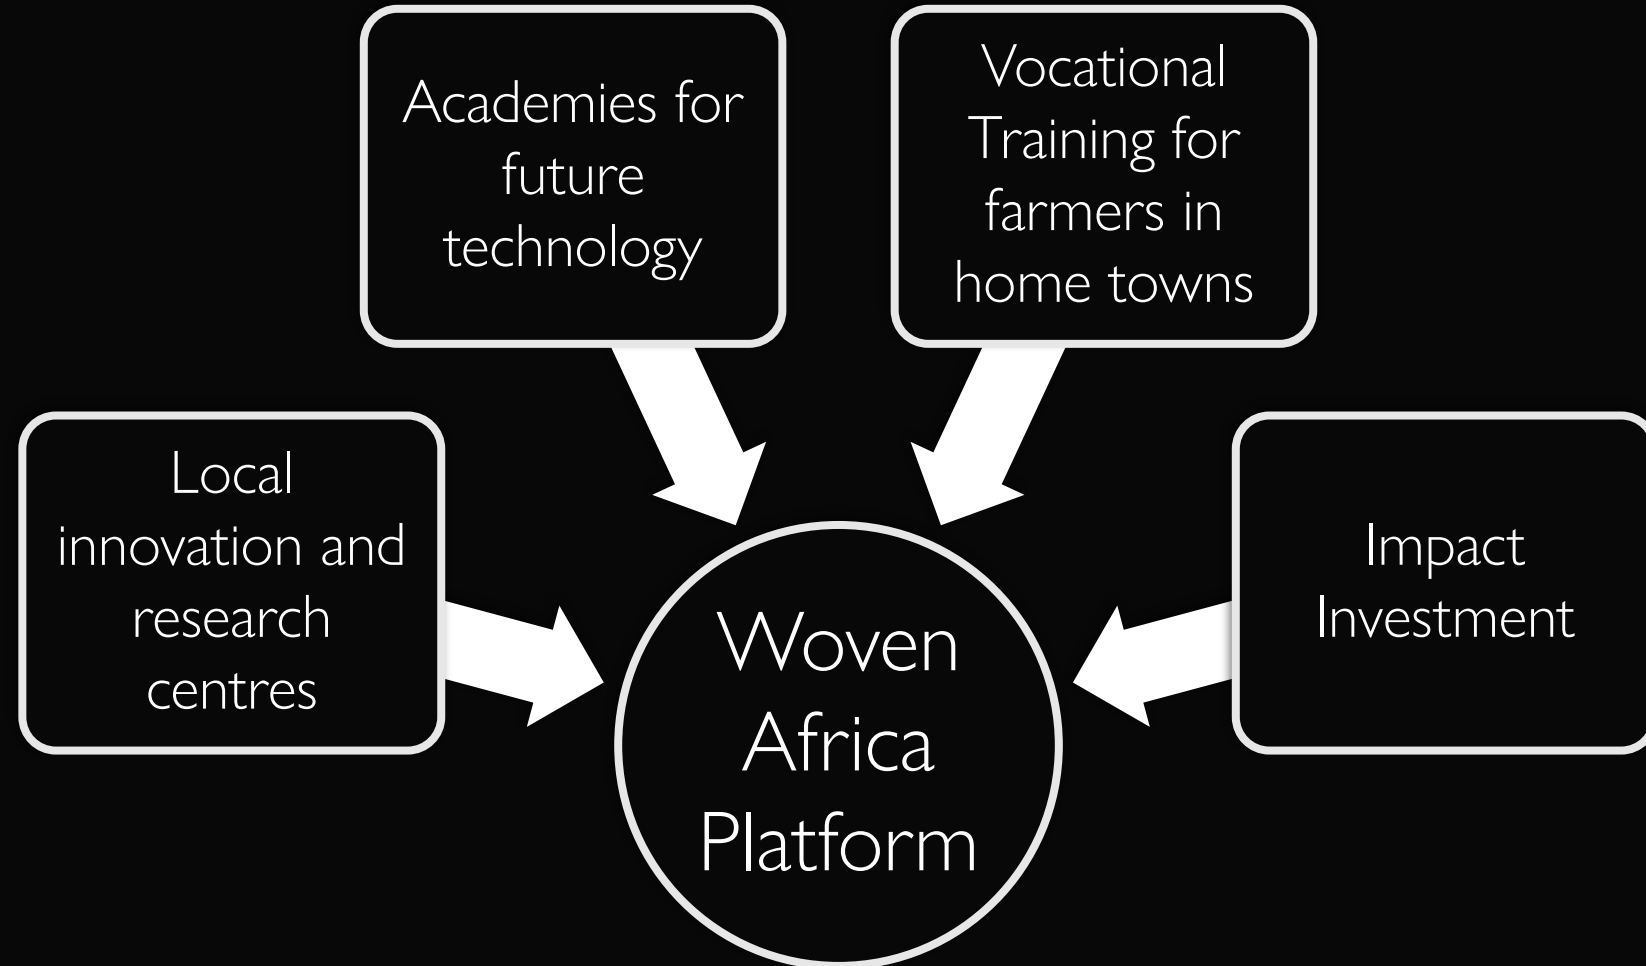 Academies for
future
technology
Vocational
Training for
farmers in
home towns
Local
innovation and
research
centres
Impact
Investment
Woven
Africa
Platform